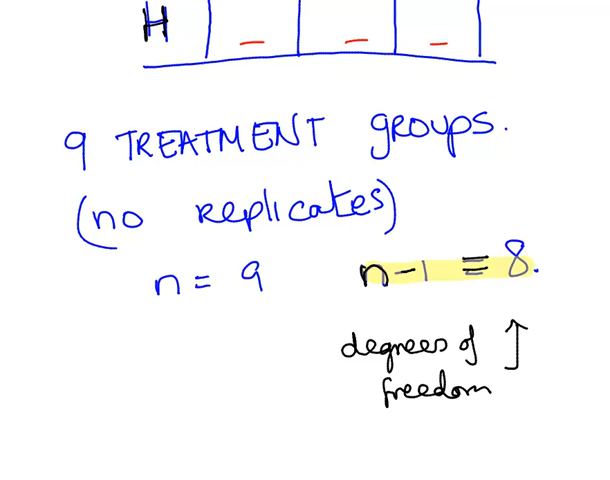 H
9 TREATMENT groups.
(no replicates)
n = 9 n-1 = 8.
degrees of
freedom